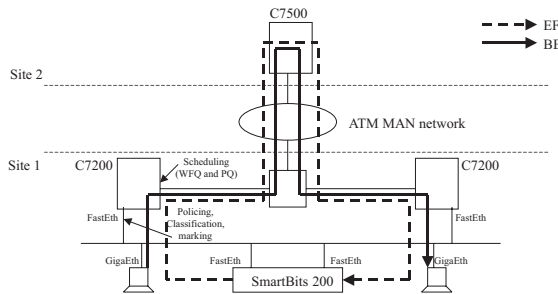 C7500
EF
BE
Site 2
ATM MAN network
Site 1
C7200
Scheduling
(WFQ and PQ)
C7200
FastEth
Policing,
Classification,
marking
FastEth
GigaEth
FastEth
FastEth
GigaEth
SmartBits 200